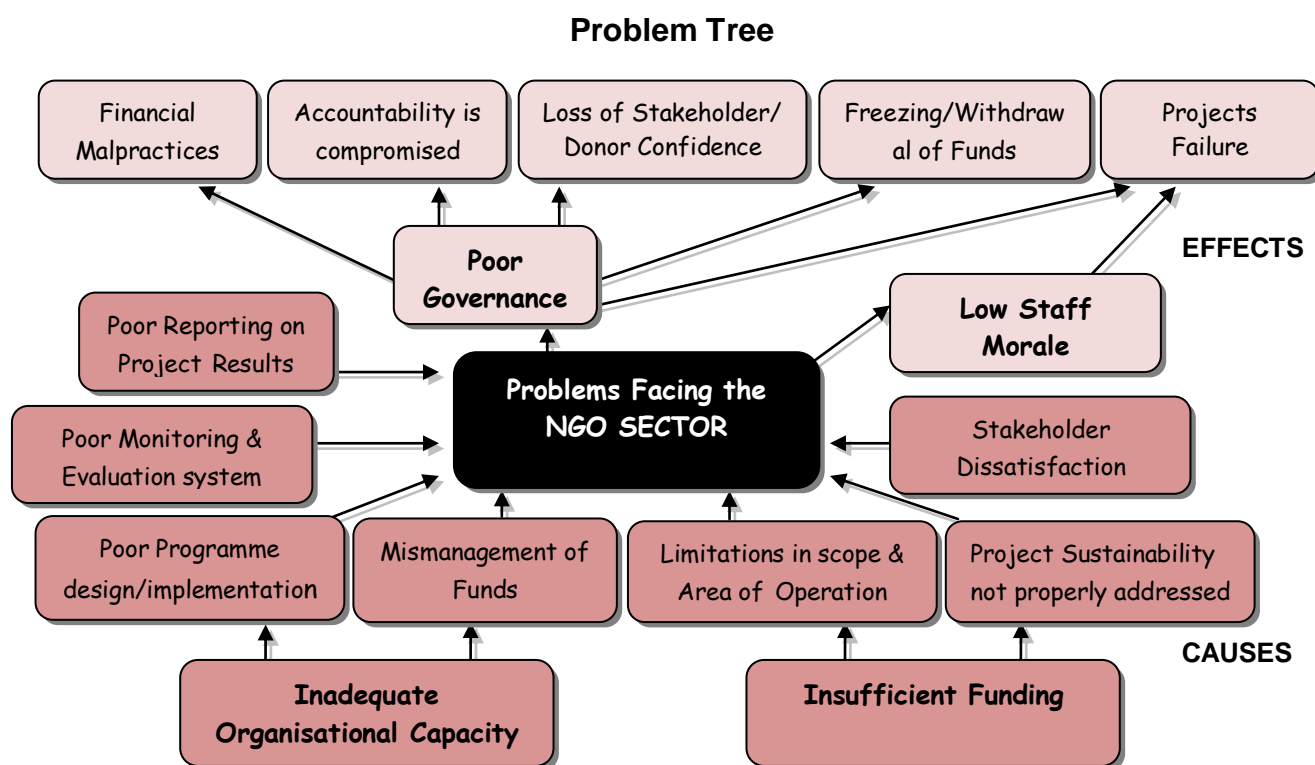 Problem Tree
Financial
Malpractices
Accountability is
compromised
Loss of Stakeholder/
Donor Confidence
Freezing/Withdraw
al of Funds
Projects
Failure
EFFECTS
Poor
Governance
Low Staff
Morale
Poor Reporting on
Project Results
Problems Facing the
NGO SECTOR
Poor Monitoring &
Evaluation system
Stakeholder
Dissatisfaction
Poor Programme
design/implementation
Mismanagement of
Funds
Limitations in scope &
Area of Operation
Project Sustainability
not properly addressed
CAUSES
Inadequate
Organisational Capacity
Insufficient Funding